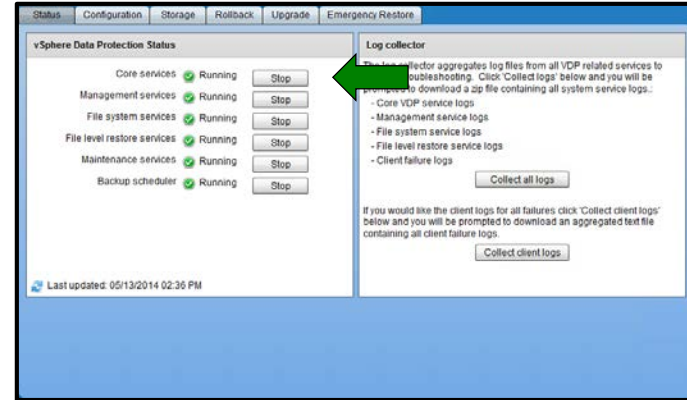 Status Configuration Storage Rollback Upgrade Emergency Restore
vSphere Data Protection Status
Core services Running Stop
Management services Running Stop
File system services Running Stop
File level restore services Running Stop
Maintenance services Running Stop
Backup scheduler Running Stop
Last updated: 05/13/2014 02:36 PM
Log collector
The log collector aggregates log files from all VDP related services to
troubleshooting. Click 'Collect logs' below and you will be
prompted to download a zip file containing all system service logs.:
- Core VDP service logs
- Management service logs
- File system service logs
- File level restore service logs
- Client failure logs
Collect all logs
If you would like the client logs for all failures click 'Collect client logs'
below and you will be prompted to download an aggregated text file
containing all client failure logs.
Collect client logs